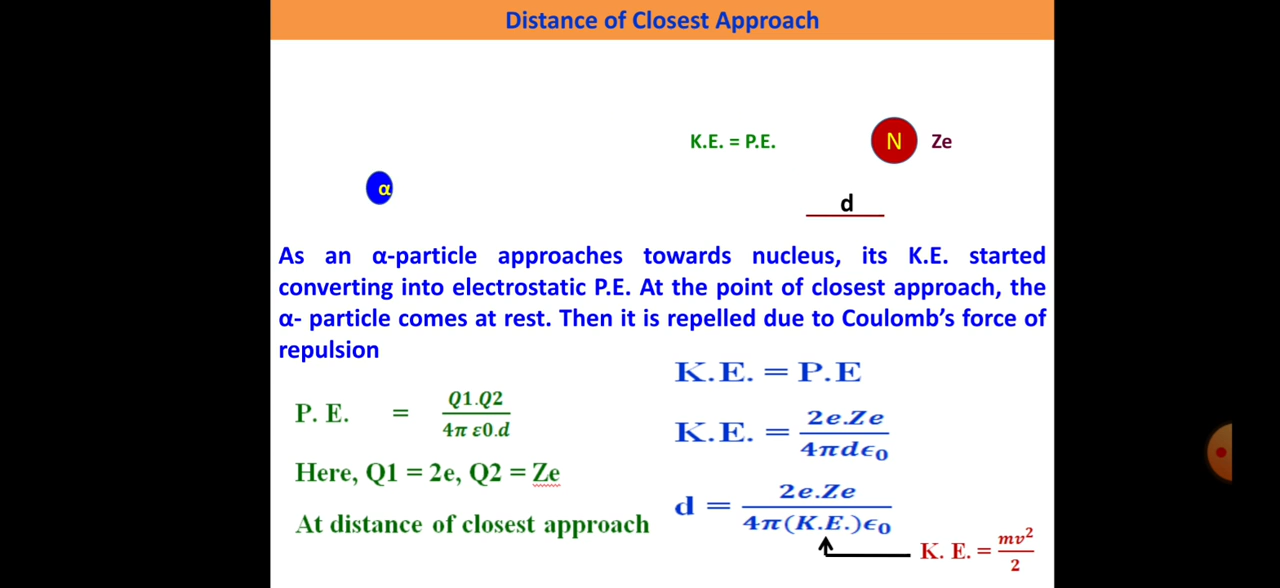 Distance of Closest Approach
K.E. = P.E.
N
Ze
α
d
As an α-particle approaches towards nucleus, its K.E. started
converting into electrostatic P.E. At the point of closest approach, the
α- particle comes at rest. Then it is repelled due to Coulomb's force of
repulsion
P. E. = Q1.Q2 / 4π ε0.d
Here, Q1 = 2e, Q2 = Ze
At distance of closest approach
K.E. = P.E
K.E. = 2e.Ze / 4πdϵ₀
d = 2e.Ze / 4π(K.E.)ϵ₀
K. E. = mv² / 2